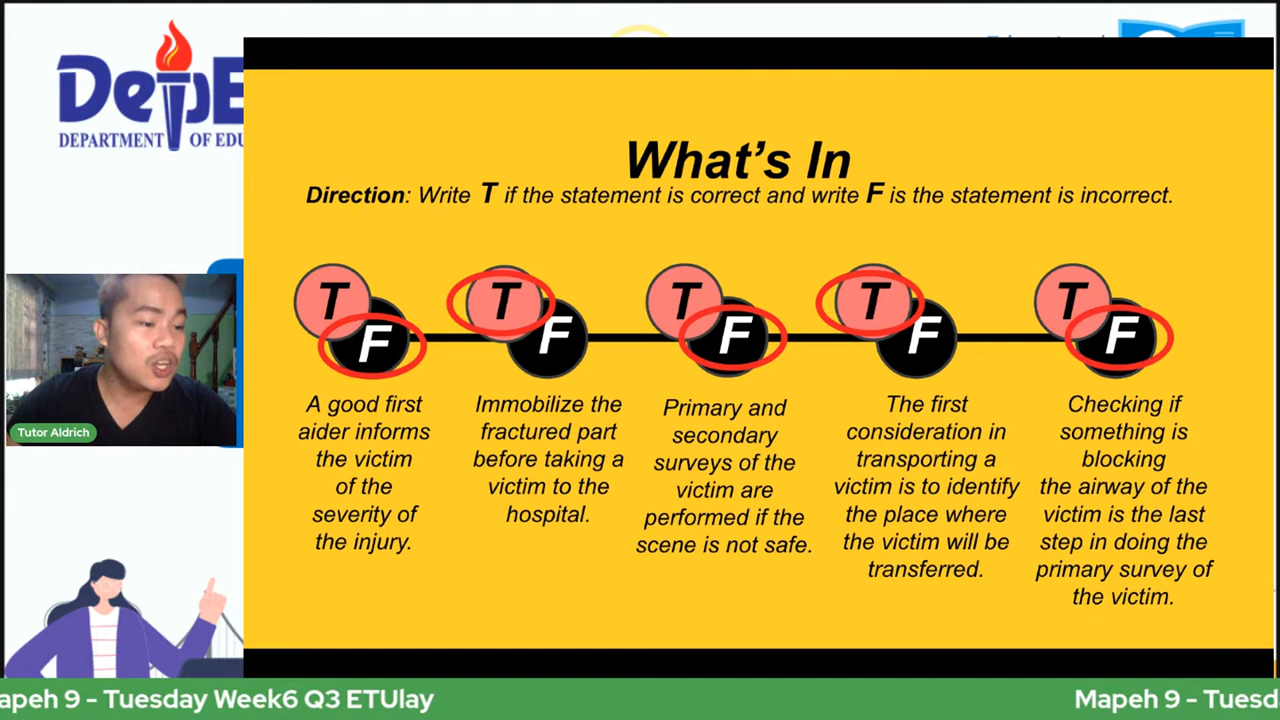 DepE
DEPARTMENT OF EDU
What's In
Direction: Write T if the statement is correct and write F is the statement is incorrect.
T
F
T
F
T
F
T
F
T
F
A good first
aider informs
the victim
of the
severity of
the injury.
Immobilize the
fractured part
before taking a
victim to the
hospital.
Primary and
secondary
surveys of the
victim are
performed if the
scene is not safe.
The first
consideration in
transporting a
victim is to identify
the place where
the victim will be
transferred.
Checking if
something is
blocking
the airway of the
victim is the last
step in doing the
primary survey of
the victim.
Tutor Aldrich
apeh 9 - Tuesday Week6 Q3 ETUlay
Mapeh 9 - Tuesd